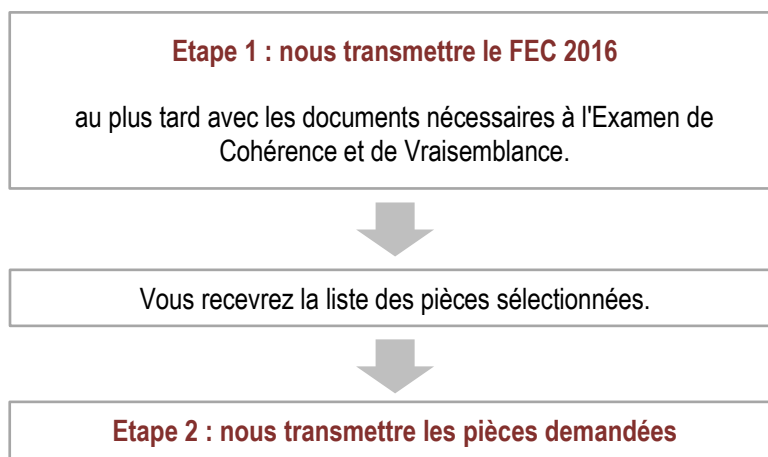 Etape 1 : nous transmettre le FEC 2016
au plus tard avec les documents nécessaires à l'Examen de
Cohérence et de Vraisemblance.
Vous recevrez la liste des pièces sélectionnées.
Etape 2 : nous transmettre les pièces demandées